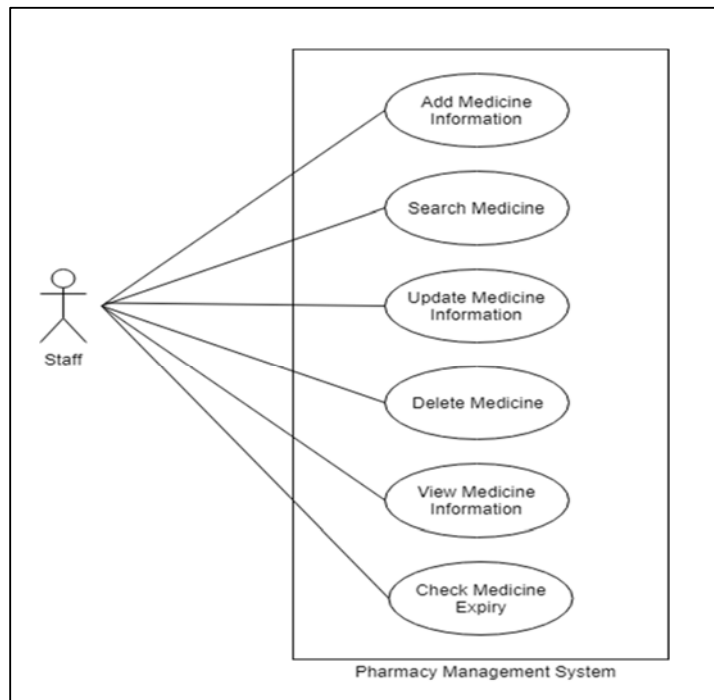 Add Medicine
Information
Search Medicine
Update Medicine
Information
Staff
Delete Medicine
View Medicine
Information
Check Medicine
Expiry
Pharmacy Management System